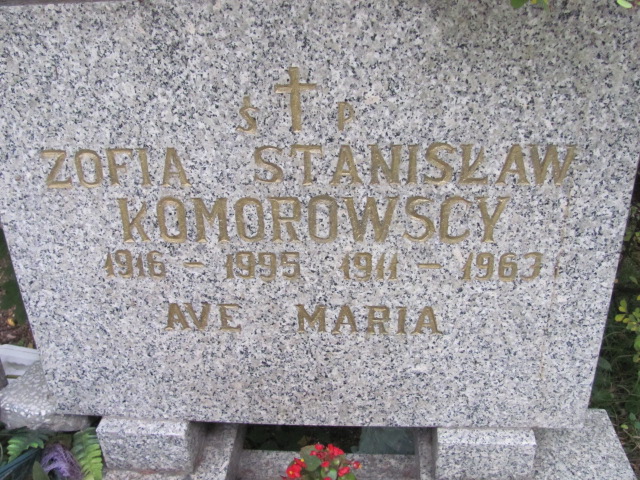 Ś P
ZOFIA STANISŁAW
KOMOROWSCY
1916 - 1995 1911 - 1963
AVE MARIA